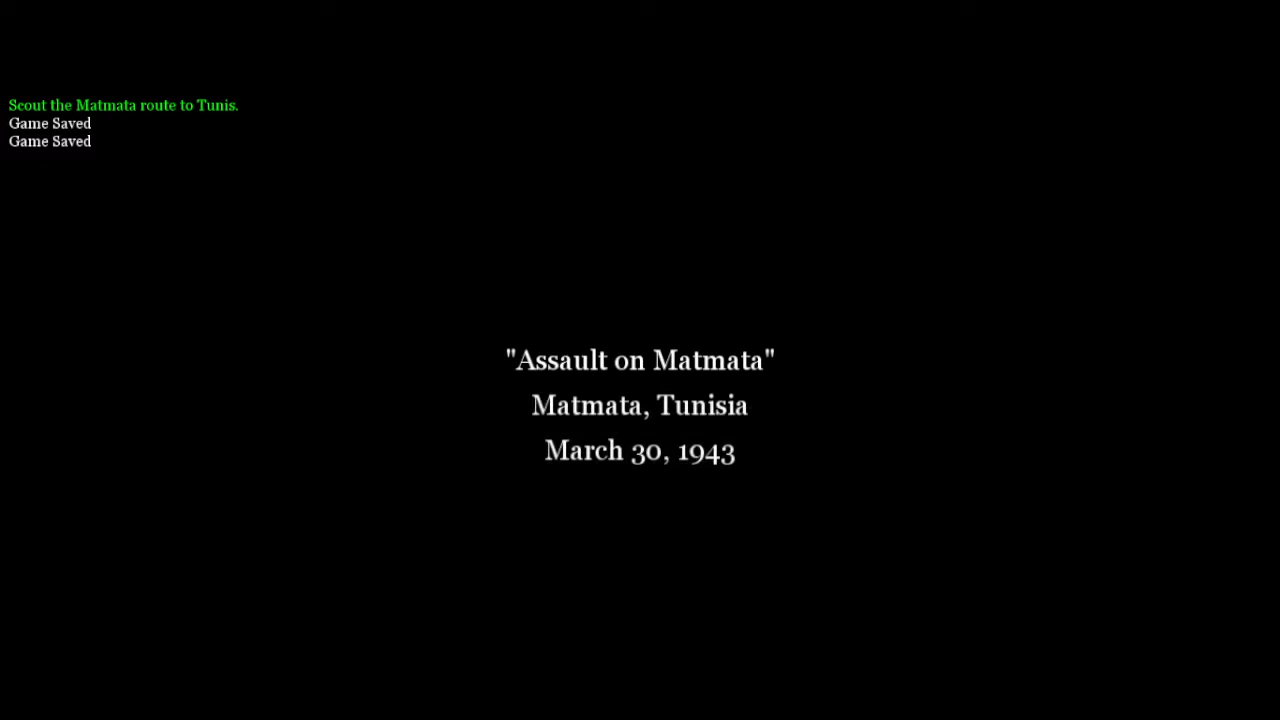 Scout the Matmata route to Tunis.
Game Saved
Game Saved
"Assault on Matmata"
Matmata, Tunisia
March 30, 1943